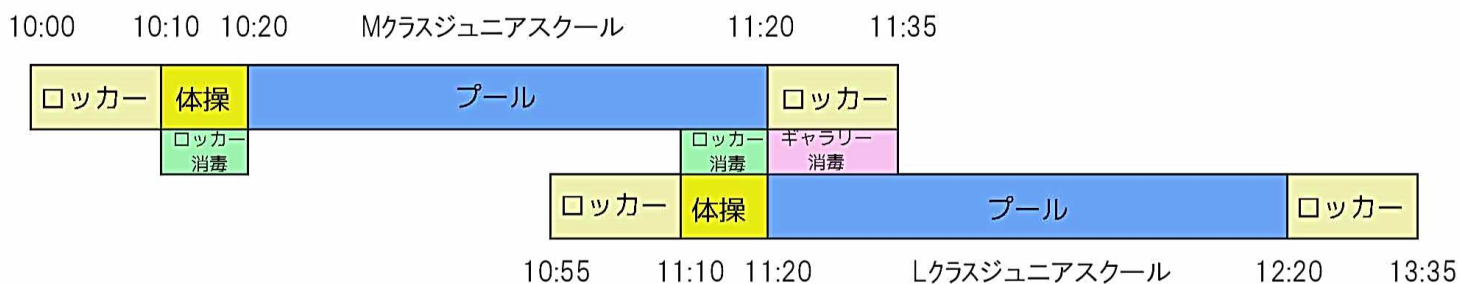 10:00 10:10 10:20 Mクラスジュニアスクール 11:20 11:35
ロッカー 体操 プール ロッカー
ロッカー 消毒
ロッカー 消毒
ギャラリー 消毒
ロッカー 体操 プール ロッカー
10:55 11:10 11:20 Lクラスジュニアスクール 12:20 13:35